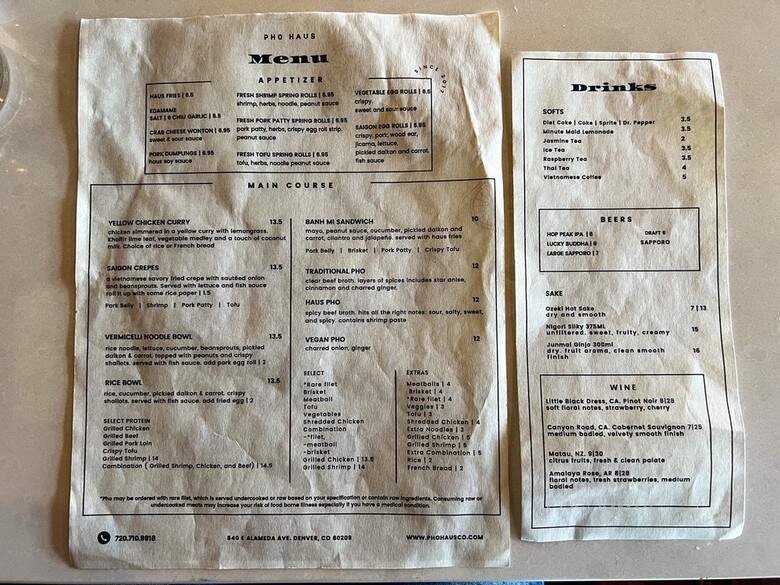 PHO HAUS
Menu
SINCE
APPETIZER
HAUS FRIES | 6.5
EDAMAME
SALT | 6 CHILI GARLIC | 6.5
CRAB CHEESE WONTON | 6.95
sweet & sour sauce
PORK DUMPLINGS | 6.95
haus soy sauce
FRESH SHRIMP SPRING ROLLS | 6.95
shrimp, herbs, noodle, peanut sauce
FRESH PORK PATTY SPRING ROLLS | 6.95
pork patty, herbs, crispy egg roll strip,
peanut sauce
FRESH TOFU SPRING ROLLS | 6.95
tofu, herbs, noodle peanut sauce
VEGETABLE EGG ROLLS | 6.5
crispy,
sweet and sour sauce
SAIGON EGG ROLLS | 6.95
crispy, pork, wood ear,
jicama, lettuce,
pickled daikon and carrot,
fish sauce
MAIN COURSE
YELLOW CHICKEN CURRY 13.5
chicken simmered in a yellow curry with lemongrass.
Khaffir lime leaf, vegetable medley and a touch of coconut
milk. Choice of rice or French bread
SAIGON CREPES 13.5
a vietnamese savory fried crepe with sautéed onion
and beansprouts. Served with lettuce and fish sauce
roll it up with some rice paper | 1.5
Pork Belly | Shrimp | Pork Patty | Tofu
VERMICELLI NOODLE BOWL 13.5
rice noodle, lettuce, cucumber, beansprouts, pickled
daikon & carrot. topped with peanuts and crispy
shallots. served with fish sauce. add pork egg roll | 2
RICE BOWL 13.5
rice, cucumber, pickled daikon & carrot, crispy
shallots. served with fish sauce, add fried egg | 2
SELECT PROTEIN
Grilled Chicken
Grilled Beef
Grilled Pork Loin
Crispy Tofu
Grilled Shrimp | 14
Combination ( Grilled Shrimp, Chicken, and Beef) | 14.5
BANH MI SANDWICH 10
mayo, peanut sauce, cucumber, pickled daikon and
carrot, cilantro and jalapeño. served with haus fries
Pork Belly | Brisket | Pork Patty | Crispy Tofu
TRADITIONAL PHO 12
clear beef broth. layers of spices include star anise,
cinnamon and charred ginger.
HAUS PHO 12
spicy beef broth. hits all the right notes: sour, salty, sweet,
and spicy. contains shrimp paste
VEGAN PHO 12
charred onion, ginger
SELECT
*Rare filet
Brisket
Meatball
Tofu
Vegetables
Shredded Chicken
Combination
-*filet,
-meatball
-brisket
Grilled Chicken | 13.5
Grilled Shrimp | 14
EXTRAS
Meatballs | 4
Brisket | 4
*Rare filet | 4
Veggies | 3
Tofu | 3
Shredded Chicken | 4
Extra Noodles | 3
Grilled Chicken | 5
Grilled Shrimp | 5
Extra Combination | 5
Rice | 2
French Bread | 2
*Pho may be ordered with rare filet, which is served undercooked or raw based on your specification or contain raw ingredients. Consuming raw or
undercooked meats may increase your risk of food borne illness especially if you have a medical condition.
720.710.8918
540 E ALAMEDA AVE. DENVER, CO 80209
WWW.PHOHAUSCO.COM
Drinks
SOFTS
Diet Coke | Coke | Sprite | Dr. Pepper 3.5
Minute Maid Lemonade 3.5
Jasmine Tea 2
Ice Tea 3.5
Raspberry Tea 3.5
Thai Tea 4
Vietnamese Coffee 5
BEERS
HOP PEAK IPA | 6
LUCKY BUDDHA | 6
LARGE SAPPORO | 7
DRAFT 6
SAPPORO
SAKE
Ozeki Hot Sake 7 | 13
dry and smooth
Nigori Silky 375ML 15
unfiltered. sweet, fruity, creamy
Junmai Ginjo 300ml 16
dry. fruit aroma, clean smooth
finish
WINE
Little Black Dress, CA. Pinot Noir 8|28
soft floral notes, strawberry, cherry
Canyon Road, CA. Cabernet Sauvignon 7|25
medium bodied, velvety smooth finish
Matau, NZ. 9|30
citrus fruits, fresh & clean palate
Amalaya Rose, AR 8|28
floral notes, fresh strawberries, medium
bodied